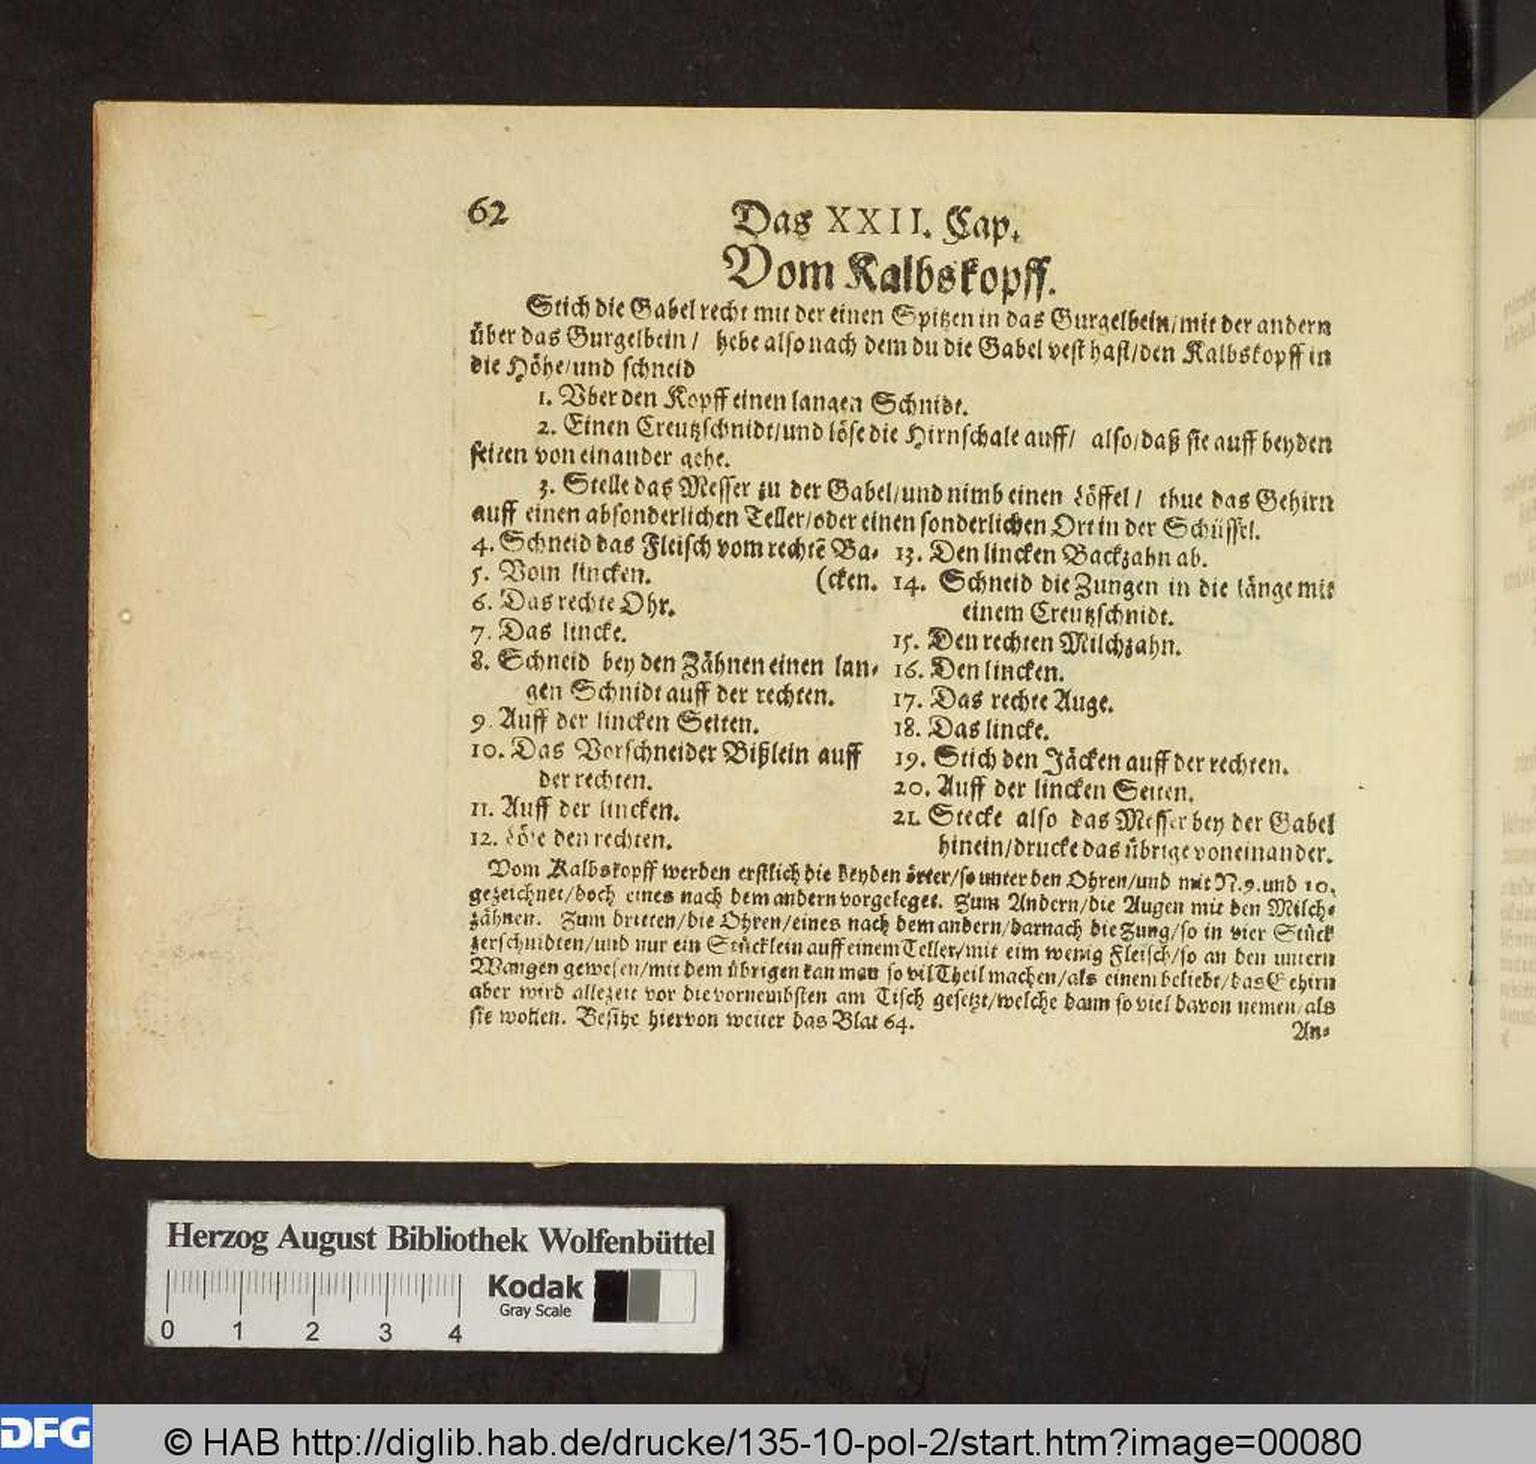 62
Das XXII. Cap.
Vom Kalbskopff.
Stich die Gabel recht mit der einen Spitzen in das Gurgelbein/mit der andern
über das Gurgelbein/ hebe also nach dem du die Gabel vest hast/den Kalbskopff in
die Höhe/und schneid
1. Vber den Kopff einen langen Schnidt.
2. Einen Creutzschnidt/und löse die Hirnschale auff/ also/daß sie auff beyden
seiten von einander gehe.
3. Stelle das Messer zu der Gabel/und nimb einen Löffel/ thue das Gehirn
auff einen absonderlichen Teller/oder einen sonderlichen Ort in der Schüssel.
4. Schneid das Fleisch vom rechtē Ba-
5. Vom lincken. (cken.
6. Das rechte Ohr.
7. Das lincke.
8. Schneid bey den Zähnen einen lan-
gen Schnidt auff der rechten.
9. Auff der lincken Seiten.
10. Das Vorschneider Bißlein auff
der rechten.
11. Auff der lincken.
12. Löse den rechten.
13. Den lincken Backzahn ab.
14. Schneid die Zungen in die länge mit
einem Creutzschnidt.
15. Den rechten Milchzahn.
16. Den lincken.
17. Das rechte Auge.
18. Das lincke.
19. Stich den Jäcken auff der rechten.
20. Auff der lincken Seiten.
21. Stecke also das Messer bey der Gabel
hinein/drucke das übrige voneinander.
Vom Kalbskopff werden erstlich die beyden örter/so unter den Ohren/und mit N.9.und 10.
gezeichnet/doch eines nach dem andern vorgeleget. Zum Andern/die Augen mit den Milch-
zähnen. Zum dritten/die Ohren/eines nach dem andern/darnach die Zung/so in vier Stück
zerschnidten/und nur ein Stücklein auff einem Teller/mit eim wenig Fleisch/so an den untern
Wangen gewesen/mit dem übrigen kan man so vil Theil machen/als einem beliebt/das Gehirn
aber wird allezeit vor die vornembsten am Tisch gesetzt/welche dann so viel davon nemen/als
sie wollen. Besihe hiervon weiter das Blat 64.
An-
Herzog August Bibliothek Wolfenbüttel
Kodak
Gray Scale
0 1 2 3 4
DFG
© HAB http://diglib.hab.de/drucke/135-10-pol-2/start.htm?image=00080